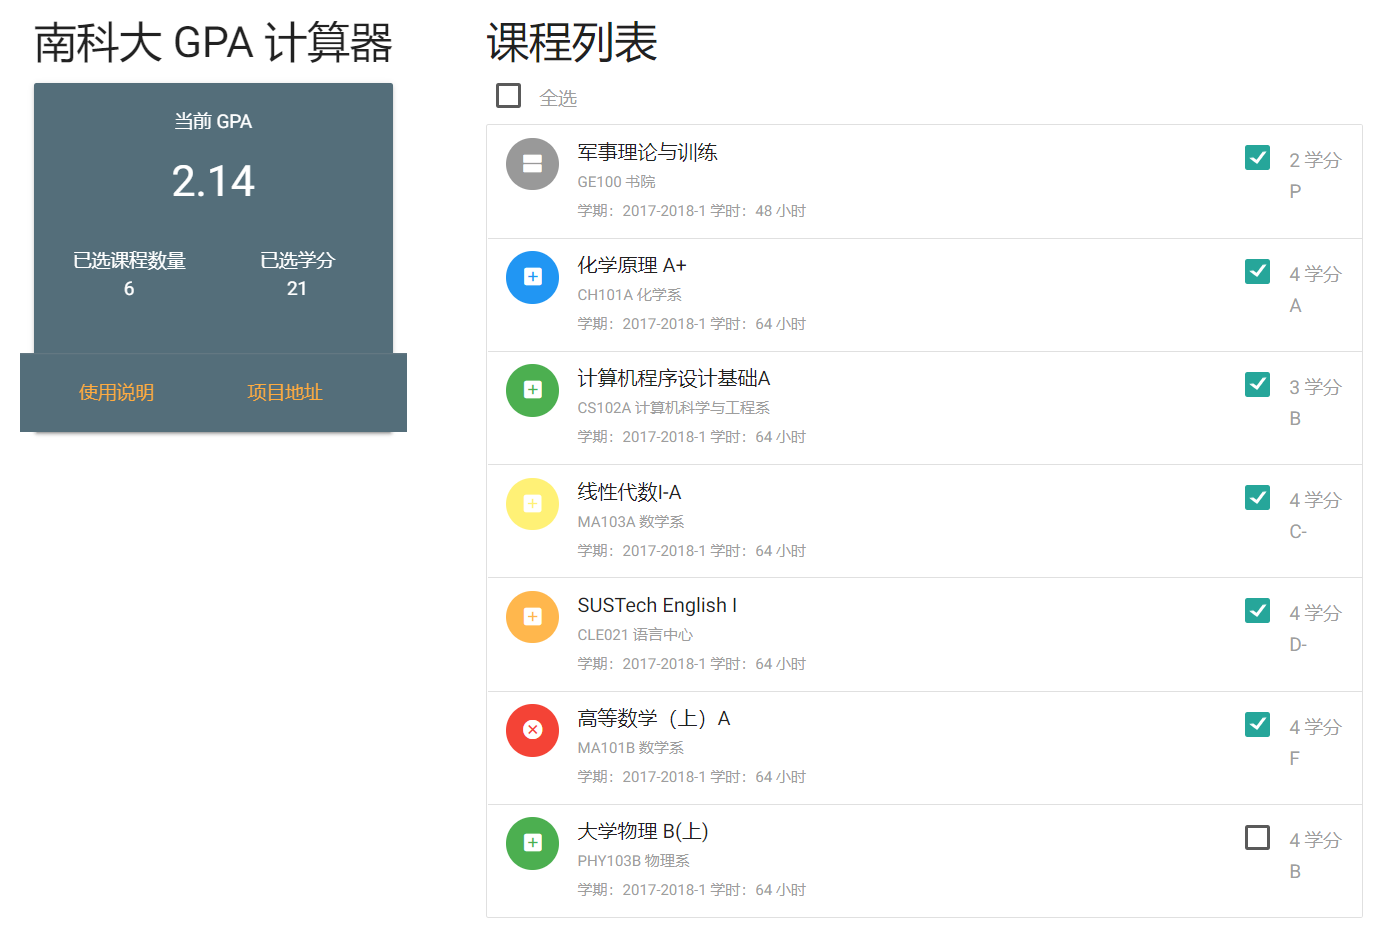 南科大 GPA 计算器
当前 GPA
2.14
已选课程数量
6
已选学分
21
使用说明
项目地址
课程列表
全选
军事理论与训练
GE100 书院
学期：2017-2018-1 学时：48 小时
2 学分
P
化学原理 A+
CH101A 化学系
学期：2017-2018-1 学时：64 小时
4 学分
A
计算机程序设计基础A
CS102A 计算机科学与工程系
学期：2017-2018-1 学时：64 小时
3 学分
B
线性代数I-A
MA103A 数学系
学期：2017-2018-1 学时：64 小时
4 学分
C-
SUSTech English I
CLE021 语言中心
学期：2017-2018-1 学时：64 小时
4 学分
D-
高等数学（上）A
MA101B 数学系
学期：2017-2018-1 学时：64 小时
4 学分
F
大学物理 B(上)
PHY103B 物理系
学期：2017-2018-1 学时：64 小时
4 学分
B